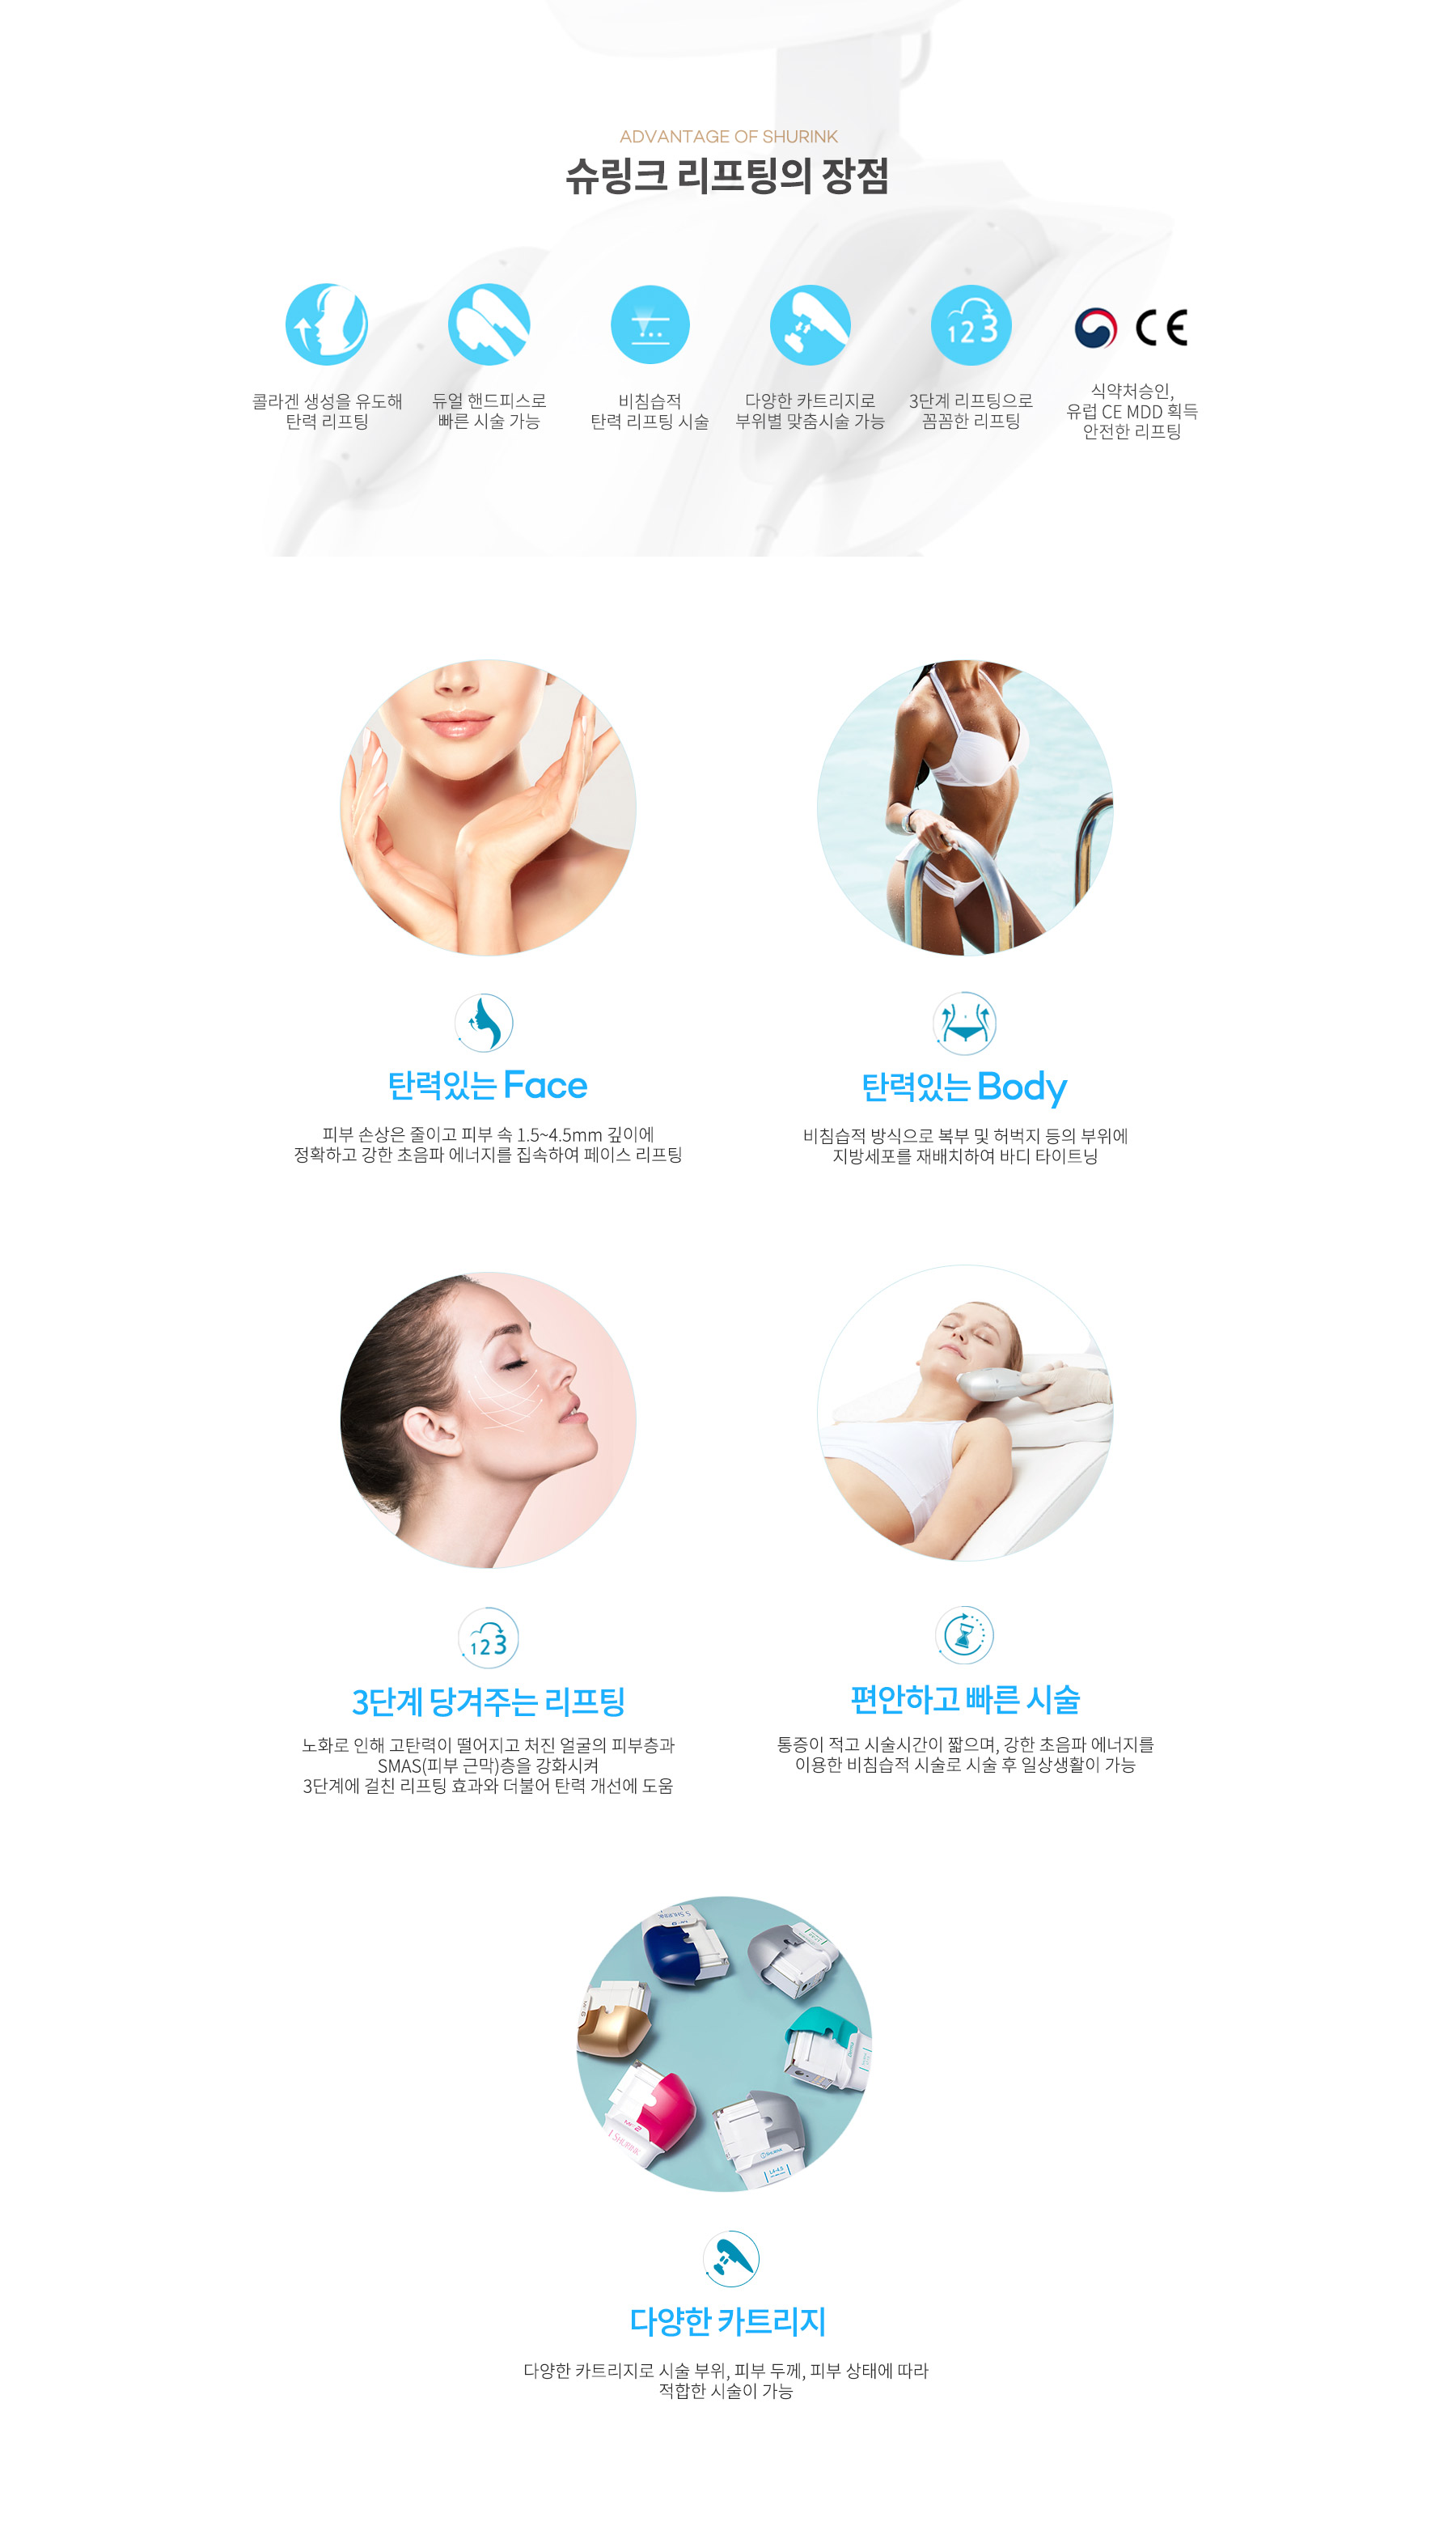 ADVANTAGE OF SHURINK
슈링크 리프팅의 장점
콜라겐 생성을 유도해
탄력 리프팅
듀얼 핸드피스로
빠른 시술 가능
비침습적
탄력 리프팅 시술
다양한 카트리지로
부위별 맞춤시술 가능
1 2 3
3단계 리프팅으로
꼼꼼한 리프팅
CE
식약처승인,
유럽 CE MDD 획득
안전한 리프팅
탄력있는 Face
피부 손상은 줄이고 피부 속 1.5~4.5mm 깊이에
정확하고 강한 초음파 에너지를 집속하여 페이스 리프팅
탄력있는 Body
비침습적 방식으로 복부 및 허벅지 등의 부위에
지방세포를 재배치하여 바디 타이트닝
1 2 3
3단계 당겨주는 리프팅
노화로 인해 고탄력이 떨어지고 처진 얼굴의 피부층과
SMAS(피부 근막)층을 강화시켜
3단계에 걸친 리프팅 효과와 더불어 탄력 개선에 도움
편안하고 빠른 시술
통증이 적고 시술시간이 짧으며, 강한 초음파 에너지를
이용한 비침습적 시술로 시술 후 일상생활이 가능
SHURINK
SHURINK
L4-4.5
다양한 카트리지
다양한 카트리지로 시술 부위, 피부 두께, 피부 상태에 따라
적합한 시술이 가능